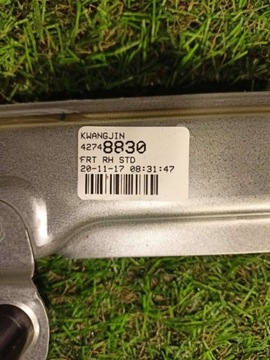 KWANGJIN
42748830
FRT RH STD
20-11-17 08:31:47